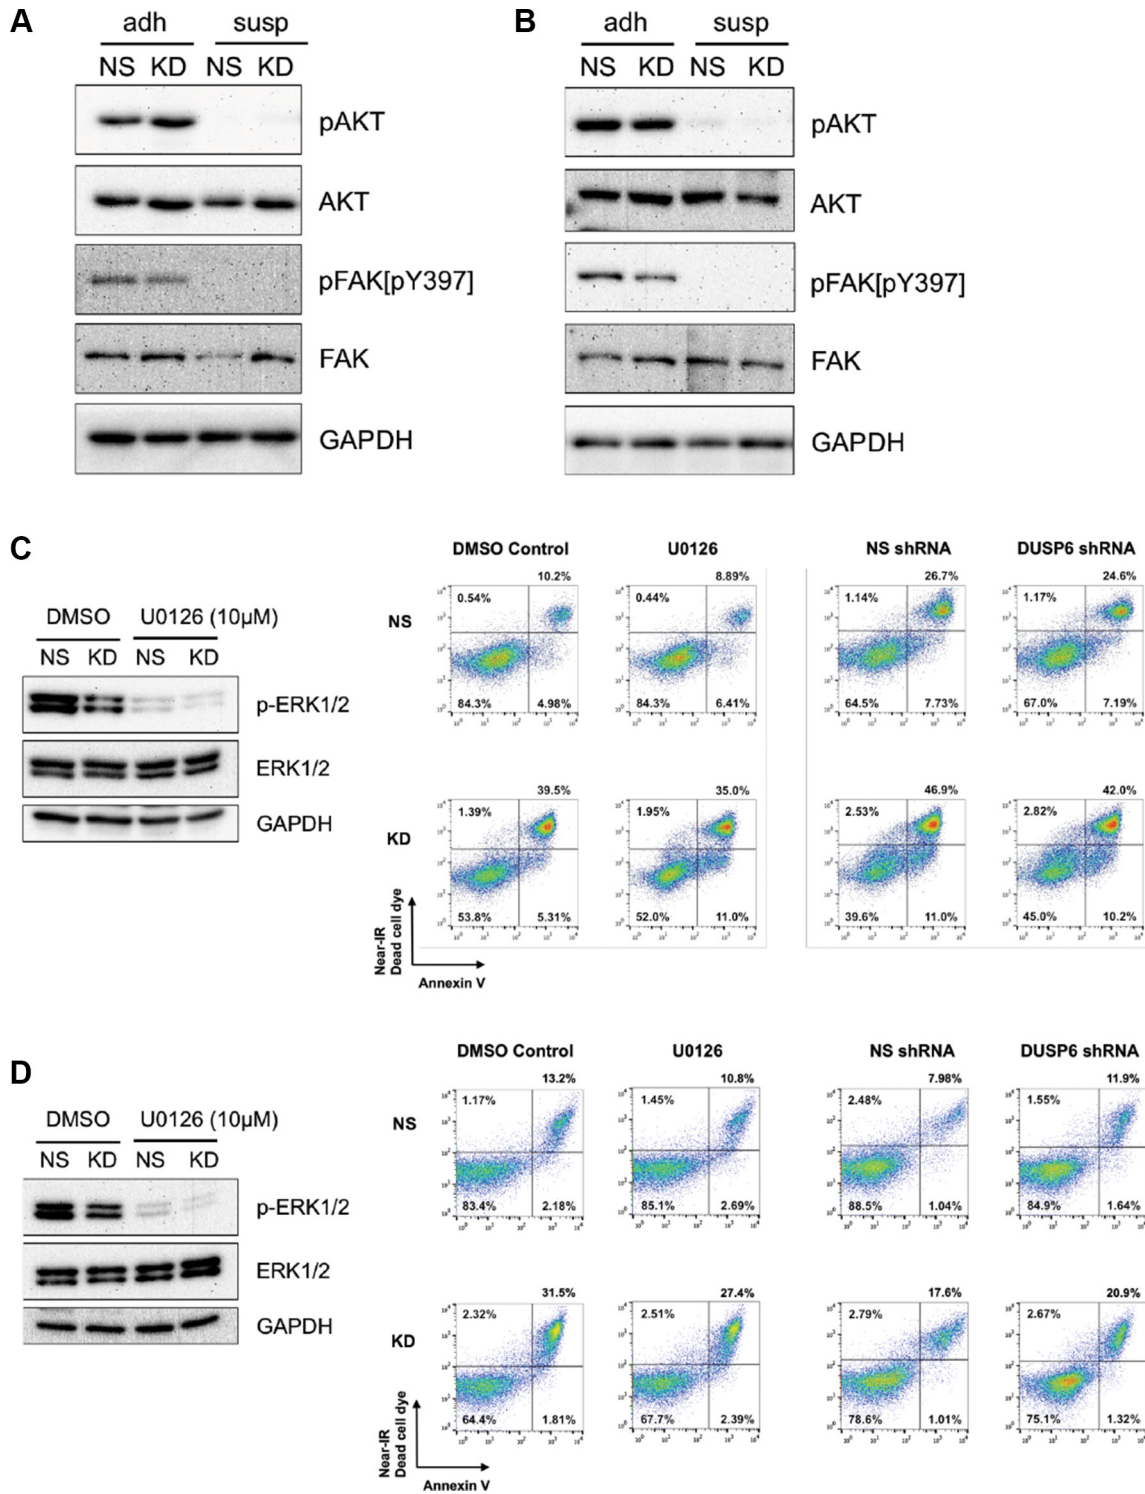 A
adh susp
NS KD NS KD
pAKT
AKT
pFAK[pY397]
FAK
GAPDH
B
adh susp
NS KD NS KD
pAKT
AKT
pFAK[pY397]
FAK
GAPDH
C
DMSO U0126 (10µM)
NS KD NS KD
p-ERK1/2
ERK1/2
GAPDH
DMSO Control U0126 NS shRNA DUSP6 shRNA
NS
10.2% 8.89% 26.7% 24.6%
0.54% 0.44% 1.14% 1.17%
84.3% 4.98% 84.3% 6.41% 64.5% 7.73% 67.0% 7.19%
KD
39.5% 35.0% 46.9% 42.0%
1.39% 1.95% 2.53% 2.82%
53.8% 5.31% 52.0% 11.0% 39.6% 11.0% 45.0% 10.2%
Near-IR
Dead cell dye
Annexin V
D
DMSO U0126 (10µM)
NS KD NS KD
p-ERK1/2
ERK1/2
GAPDH
DMSO Control U0126 NS shRNA DUSP6 shRNA
NS
13.2% 10.8% 7.98% 11.9%
1.17% 1.45% 2.48% 1.55%
83.4% 2.18% 85.1% 2.69% 88.5% 1.04% 84.9% 1.64%
KD
31.5% 27.4% 17.6% 20.9%
2.32% 2.51% 2.79% 2.67%
64.4% 1.81% 67.7% 2.39% 78.6% 1.01% 75.1% 1.32%
Near-IR
Dead cell dye
Annexin V